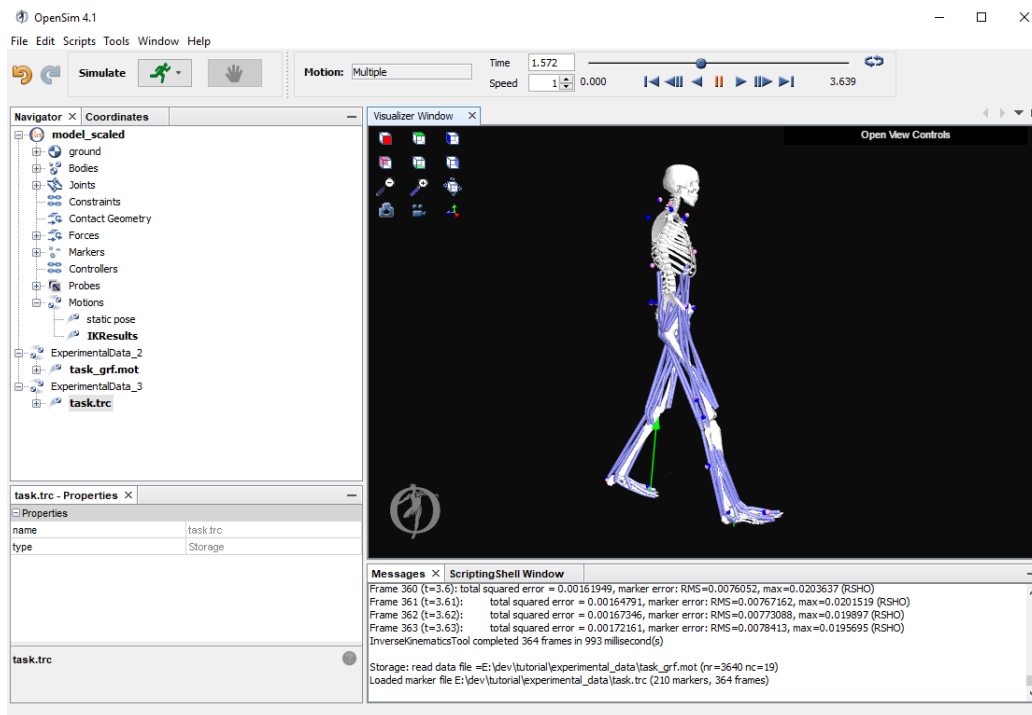 OpenSim 4.1
File Edit Scripts Tools Window Help
Simulate
Motion: Multiple
Time 1.572
Speed 1 0.000 3.639
Navigator × Coordinates
model_scaled
ground
Bodies
Joints
Constraints
Contact Geometry
Forces
Markers
Controllers
Probes
Motions
static pose
IKResults
ExperimentalData_2
task_grf.mot
ExperimentalData_3
task.trc
task.trc - Properties ×
Properties
name task.trc
type Storage
task.trc
Visualizer Window ×
Open View Controls
Messages × ScriptingShell Window
Frame 360 (t=3.6): total squared error = 0.00161949, marker error: RMS=0.0076052, max=0.0203637 (RSHO)
Frame 361 (t=3.61): total squared error = 0.00164791, marker error: RMS=0.00767162, max=0.0201519 (RSHO)
Frame 362 (t=3.62): total squared error = 0.00167346, marker error: RMS=0.00773088, max=0.019897 (RSHO)
Frame 363 (t=3.63): total squared error = 0.00172161, marker error: RMS=0.0078413, max=0.0195695 (RSHO)
InverseKinematicsTool completed 364 frames in 993 millisecond(s)
Storage: read data file =E:\dev\tutorial\experimental_data\task_grf.mot (nr=3640 nc=19)
Loaded marker file E:\dev\tutorial\experimental_data\task.trc (210 markers, 364 frames)